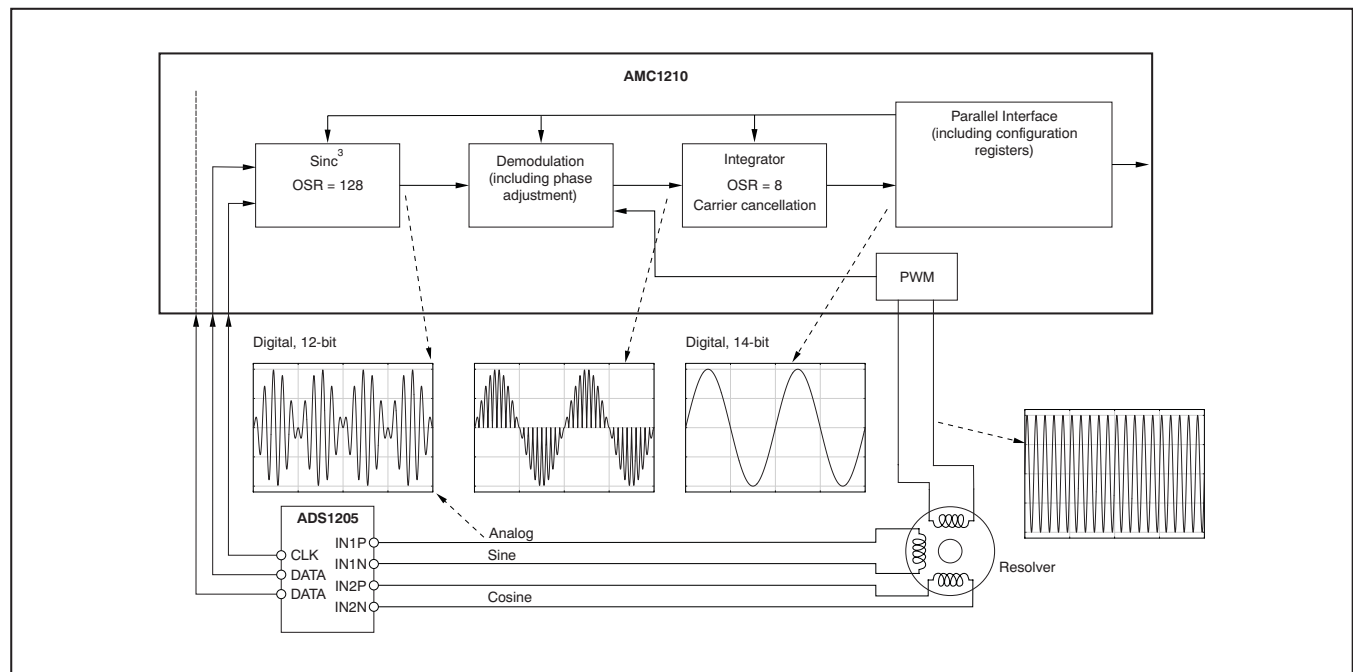 AMC1210
Sinc³
OSR = 128
Demodulation
(including phase
adjustment)
Integrator
OSR = 8
Carrier cancellation
Parallel Interface
(including configuration
registers)
PWM
Digital, 12-bit
Digital, 14-bit
ADS1205
CLK
DATA
DATA
IN1P
IN1N
IN2P
IN2N
Analog
Sine
Cosine
Resolver